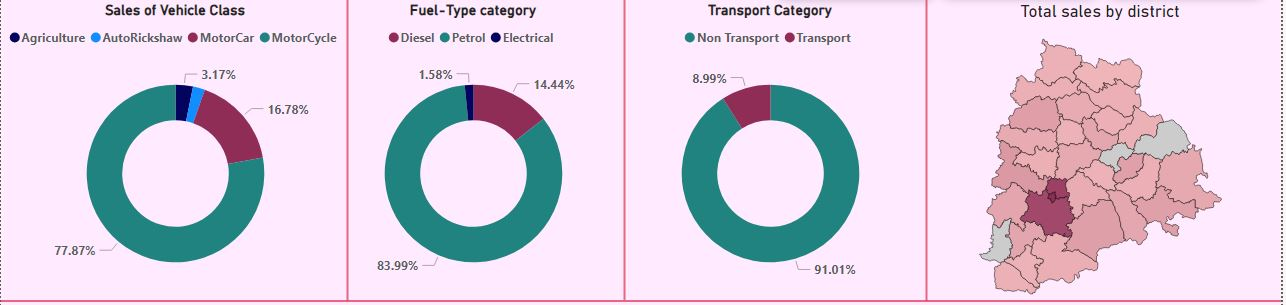 Sales of Vehicle Class
Agriculture AutoRickshaw MotorCar MotorCycle
3.17%
16.78%
77.87%
Fuel-Type category
Diesel Petrol Electrical
1.58%
14.44%
83.99%
Transport Category
Non Transport Transport
8.99%
91.01%
Total sales by district